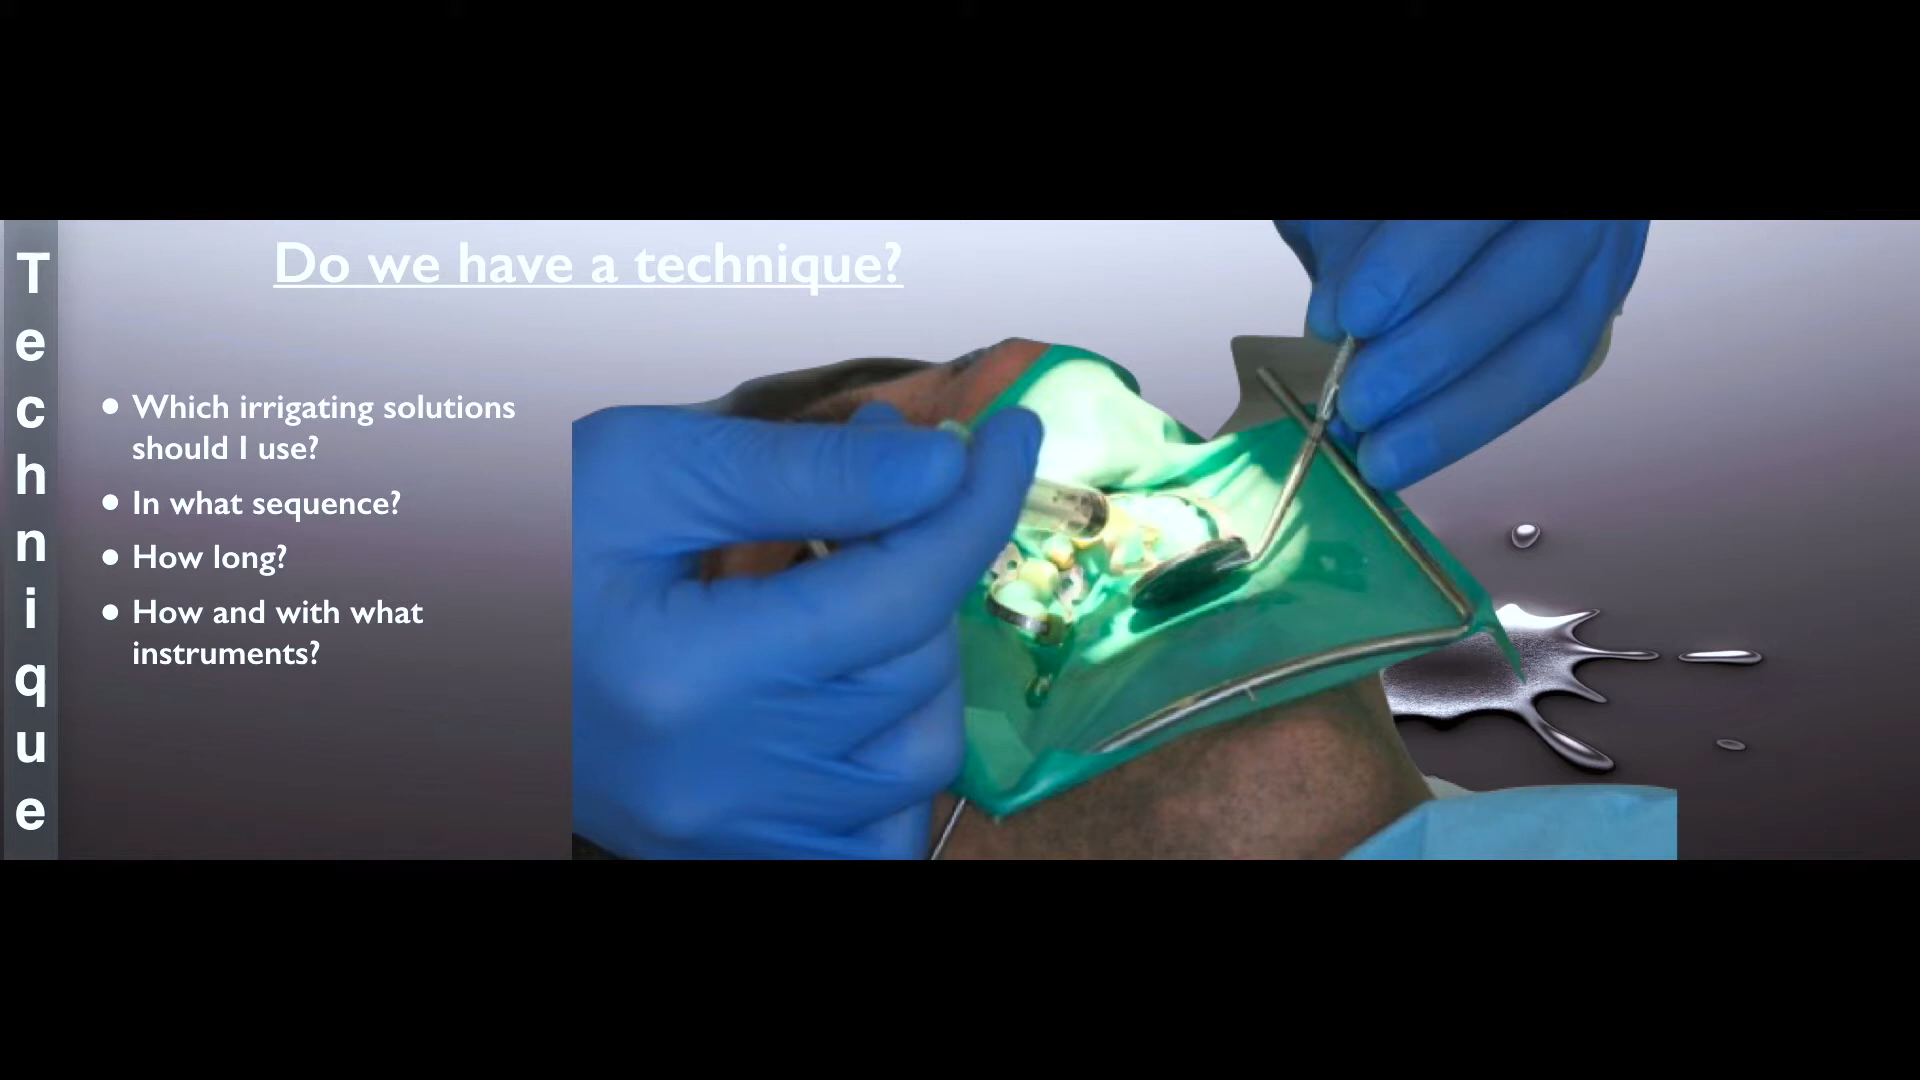 Technique
Do we have a technique?
• Which irrigating solutions
should I use?
• In what sequence?
• How long?
• How and with what
instruments?